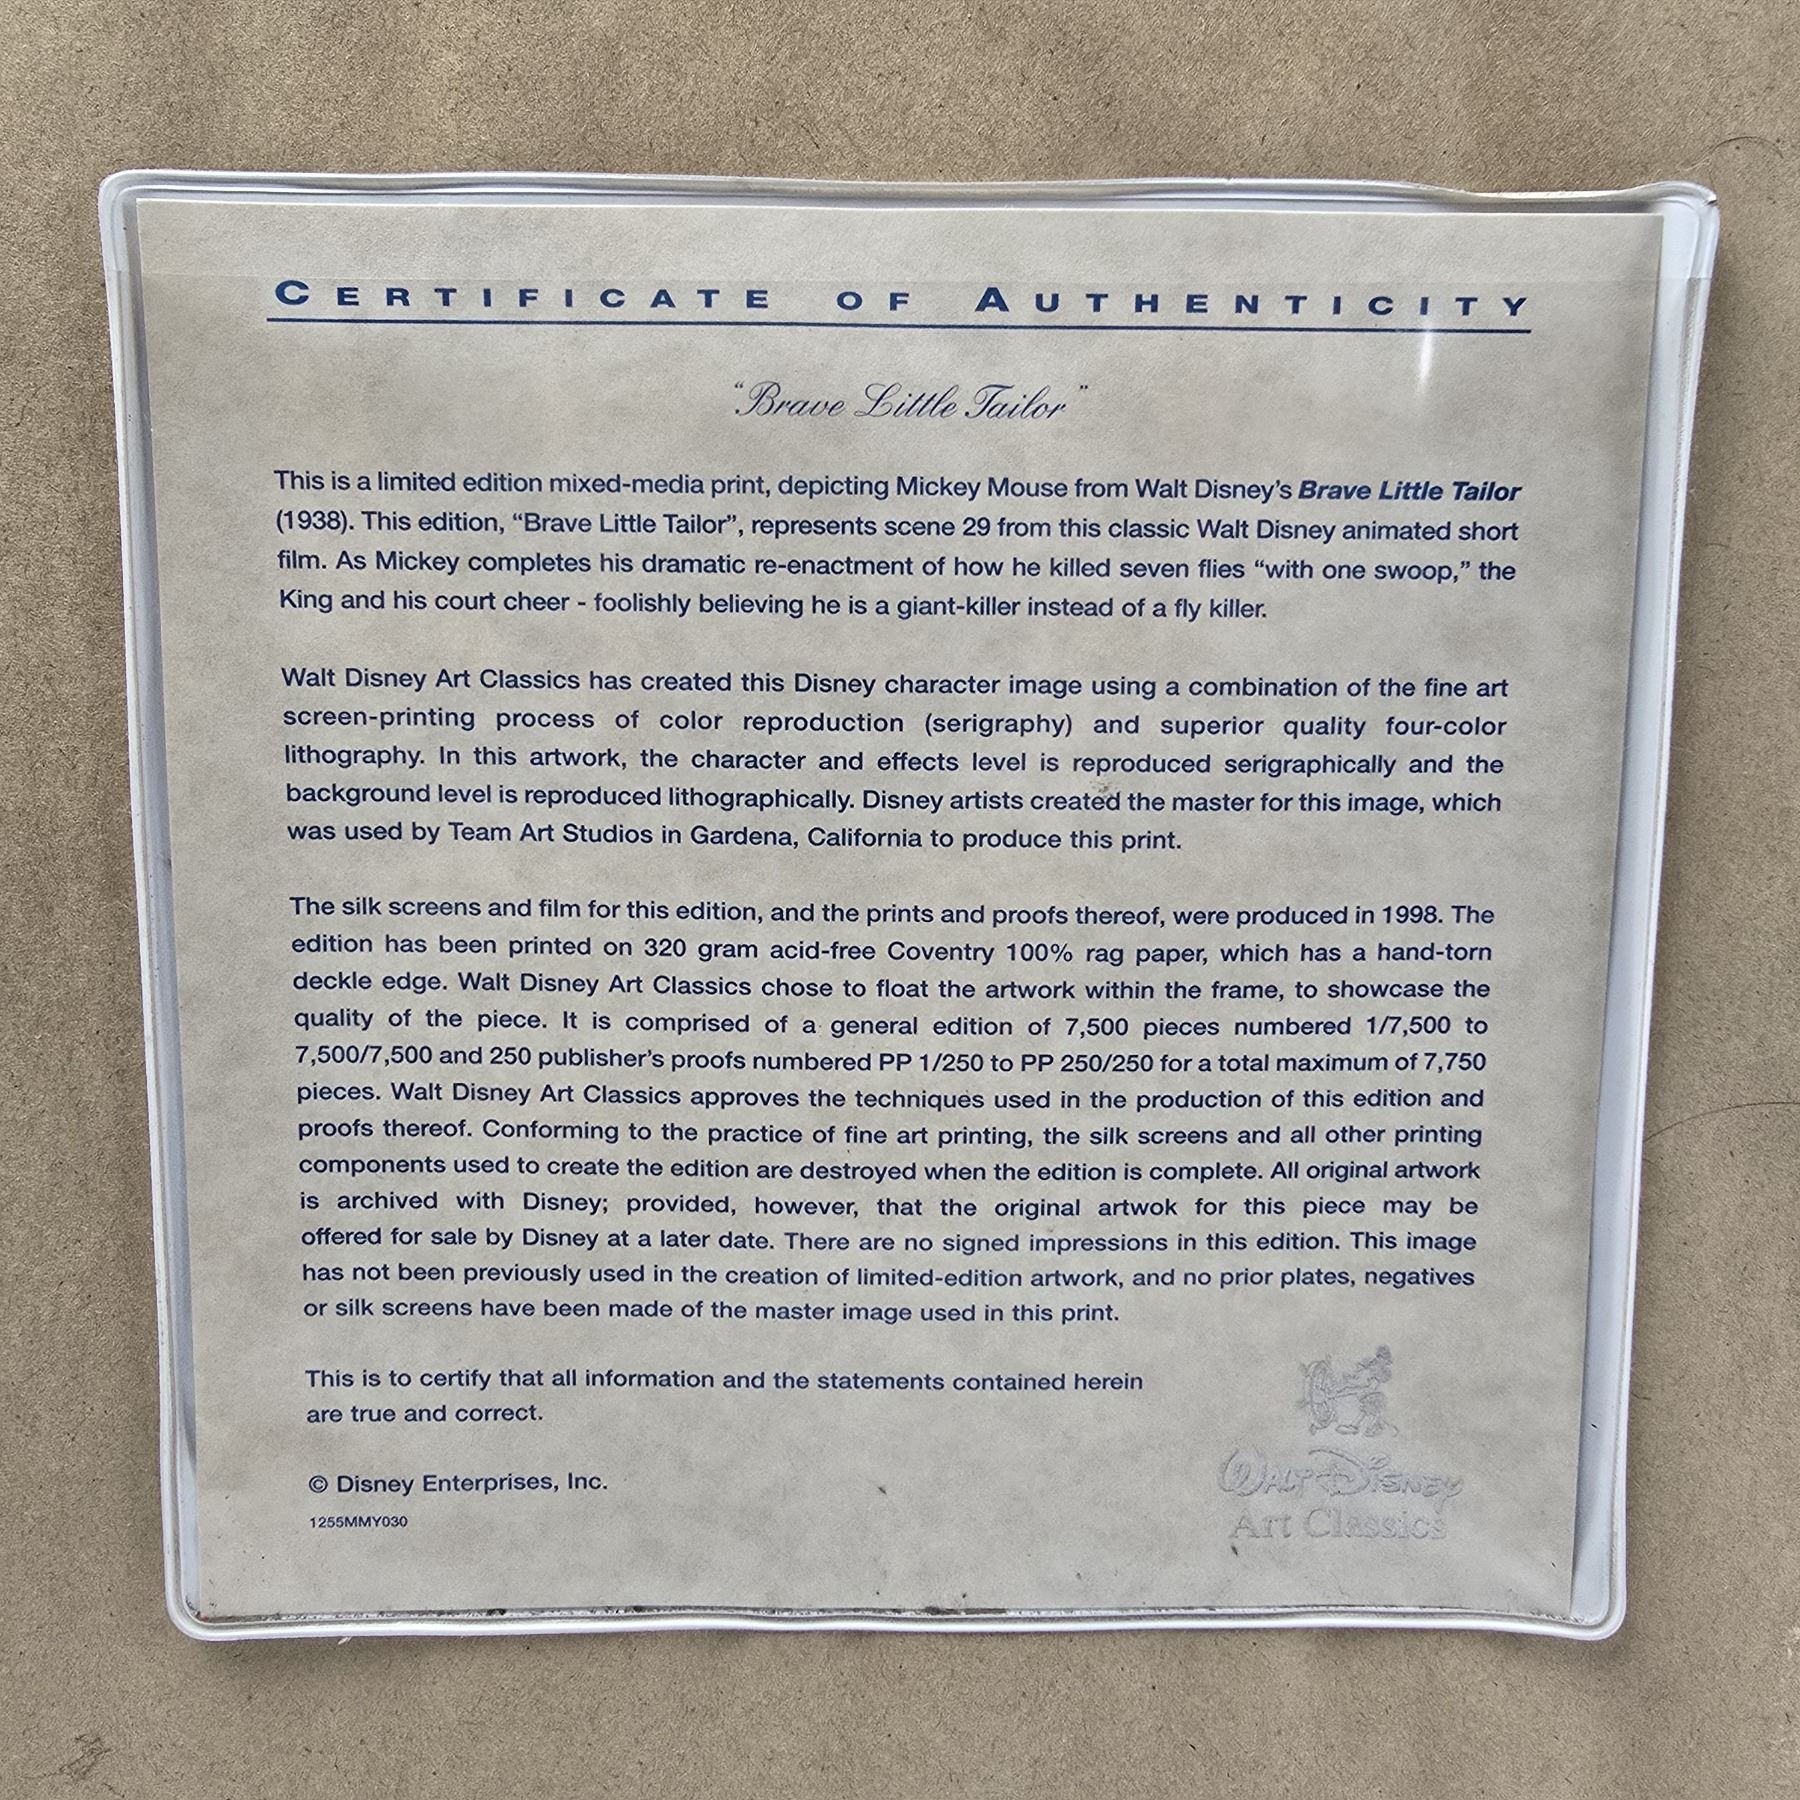 CERTIFICATE OF AUTHENTICITY
“Brave Little Tailor”
This is a limited edition mixed-media print, depicting Mickey Mouse from Walt Disney’s Brave Little Tailor
(1938). This edition, “Brave Little Tailor”, represents scene 29 from this classic Walt Disney animated short
film. As Mickey completes his dramatic re-enactment of how he killed seven flies “with one swoop,” the
King and his court cheer - foolishly believing he is a giant-killer instead of a fly killer.
Walt Disney Art Classics has created this Disney character image using a combination of the fine art
screen-printing process of color reproduction (serigraphy) and superior quality four-color
lithography. In this artwork, the character and effects level is reproduced serigraphically and the
background level is reproduced lithographically. Disney artists created the master for this image, which
was used by Team Art Studios in Gardena, California to produce this print.
The silk screens and film for this edition, and the prints and proofs thereof, were produced in 1998. The
edition has been printed on 320 gram acid-free Coventry 100% rag paper, which has a hand-torn
deckle edge. Walt Disney Art Classics chose to float the artwork within the frame, to showcase the
quality of the piece. It is comprised of a general edition of 7,500 pieces numbered 1/7,500 to
7,500/7,500 and 250 publisher’s proofs numbered PP 1/250 to PP 250/250 for a total maximum of 7,750
pieces. Walt Disney Art Classics approves the techniques used in the production of this edition and
proofs thereof. Conforming to the practice of fine art printing, the silk screens and all other printing
components used to create the edition are destroyed when the edition is complete. All original artwork
is archived with Disney; provided, however, that the original artwok for this piece may be
offered for sale by Disney at a later date. There are no signed impressions in this edition. This image
has not been previously used in the creation of limited-edition artwork, and no prior plates, negatives
or silk screens have been made of the master image used in this print.
This is to certify that all information and the statements contained herein
are true and correct.
© Disney Enterprises, Inc.
1255MMY030
WALT DISNEY
Art Classics